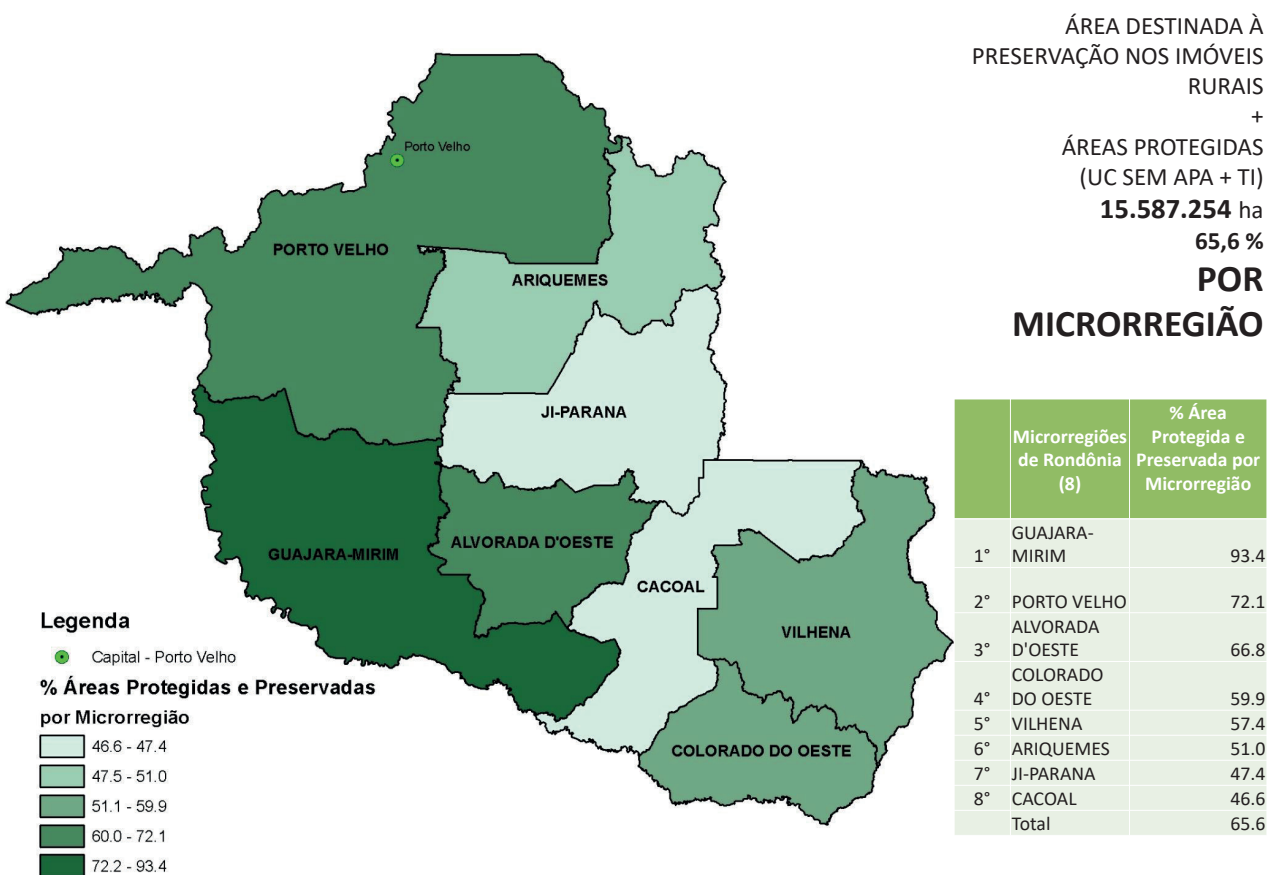 ÁREA DESTINADA À
PRESERVAÇÃO NOS IMÓVEIS
RURAIS
+
ÁREAS PROTEGIDAS
(UC SEM APA + TI)
15.587.254 ha
65,6 %
POR
MICRORREGIÃO
Porto Velho
PORTO VELHO
ARIQUEMES
JI-PARANA
ALVORADA D'OESTE
GUAJARA-MIRIM
CACOAL
VILHENA
COLORADO DO OESTE
Legenda
Capital - Porto Velho
% Áreas Protegidas e Preservadas
por Microrregião
46.6 - 47.4
47.5 - 51.0
51.1 - 59.9
60.0 - 72.1
72.2 - 93.4
Microrregiões
de Rondônia
(8)
% Área
Protegida e
Preservada por
Microrregião
1° GUAJARA-
MIRIM 93.4
2° PORTO VELHO 72.1
3° ALVORADA
D'OESTE 66.8
4° COLORADO
DO OESTE 59.9
5° VILHENA 57.4
6° ARIQUEMES 51.0
7° JI-PARANA 47.4
8° CACOAL 46.6
Total 65.6